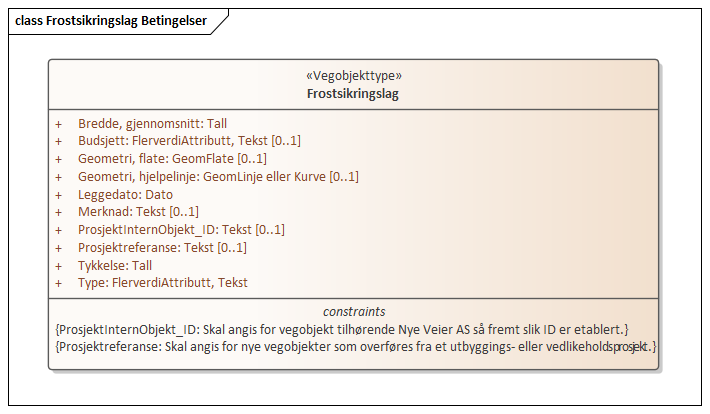 class Frostsikringslag Betingelser
«Vegobjekttype»
Frostsikringslag
+ Bredde, gjennomsnitt: Tall
+ Budsjett: FlerverdiAttributt, Tekst [0..1]
+ Geometri, flate: GeomFlate [0..1]
+ Geometri, hjelpelinje: GeomLinje eller Kurve [0..1]
+ Leggedato: Dato
+ Merknad: Tekst [0..1]
+ ProsjektInternObjekt_ID: Tekst [0..1]
+ Prosjektreferanse: Tekst [0..1]
+ Tykkelse: Tall
+ Type: FlerverdiAttributt, Tekst
constraints
{ProsjektInternObjekt_ID: Skal angis for vegobjekt tilhørende Nye Veier AS så fremt slik ID er etablert.}
{Prosjektreferanse: Skal angis for nye vegobjekter som overføres fra et utbyggings- eller vedlikeholdsprosjekt.}